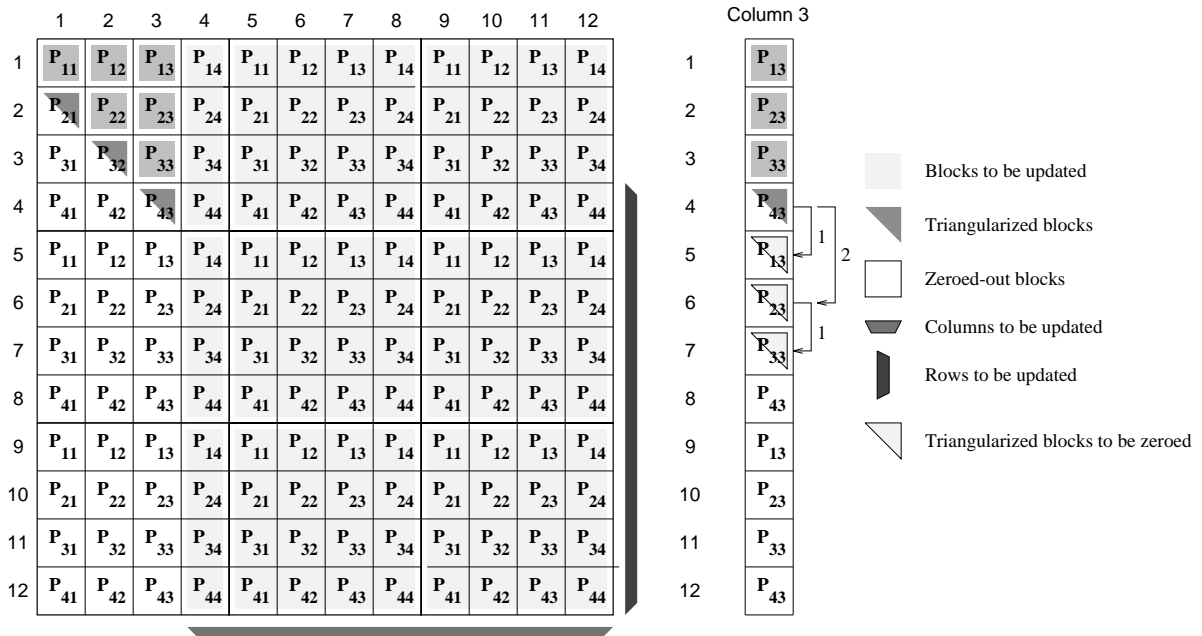 Column 3
1 2 3 4 5 6 7 8 9 10 11 12
1 P11 P12 P13 P14 P11 P12 P13 P14 P11 P12 P13 P14 1 P13
2 P21 P22 P23 P24 P21 P22 P23 P24 P21 P22 P23 P24 2 P23
3 P31 P32 P33 P34 P31 P32 P33 P34 P31 P32 P33 P34 3 P33
Blocks to be updated
4 P41 P42 P43 P44 P41 P42 P43 P44 P41 P42 P43 P44 4 P43
Triangularized blocks
1
5 P11 P12 P13 P14 P11 P12 P13 P14 P11 P12 P13 P14 5 P13 2
Zeroed-out blocks
6 P21 P22 P23 P24 P21 P22 P23 P24 P21 P22 P23 P24 6 P23
Columns to be updated
1
7 P31 P32 P33 P34 P31 P32 P33 P34 P31 P32 P33 P34 7 P33
Rows to be updated
8 P41 P42 P43 P44 P41 P42 P43 P44 P41 P42 P43 P44 8 P43
9 P11 P12 P13 P14 P11 P12 P13 P14 P11 P12 P13 P14 9 P13
Triangularized blocks to be zeroed
10 P21 P22 P23 P24 P21 P22 P23 P24 P21 P22 P23 P24 10 P23
11 P31 P32 P33 P34 P31 P32 P33 P34 P31 P32 P33 P34 11 P33
12 P41 P42 P43 P44 P41 P42 P43 P44 P41 P42 P43 P44 12 P43